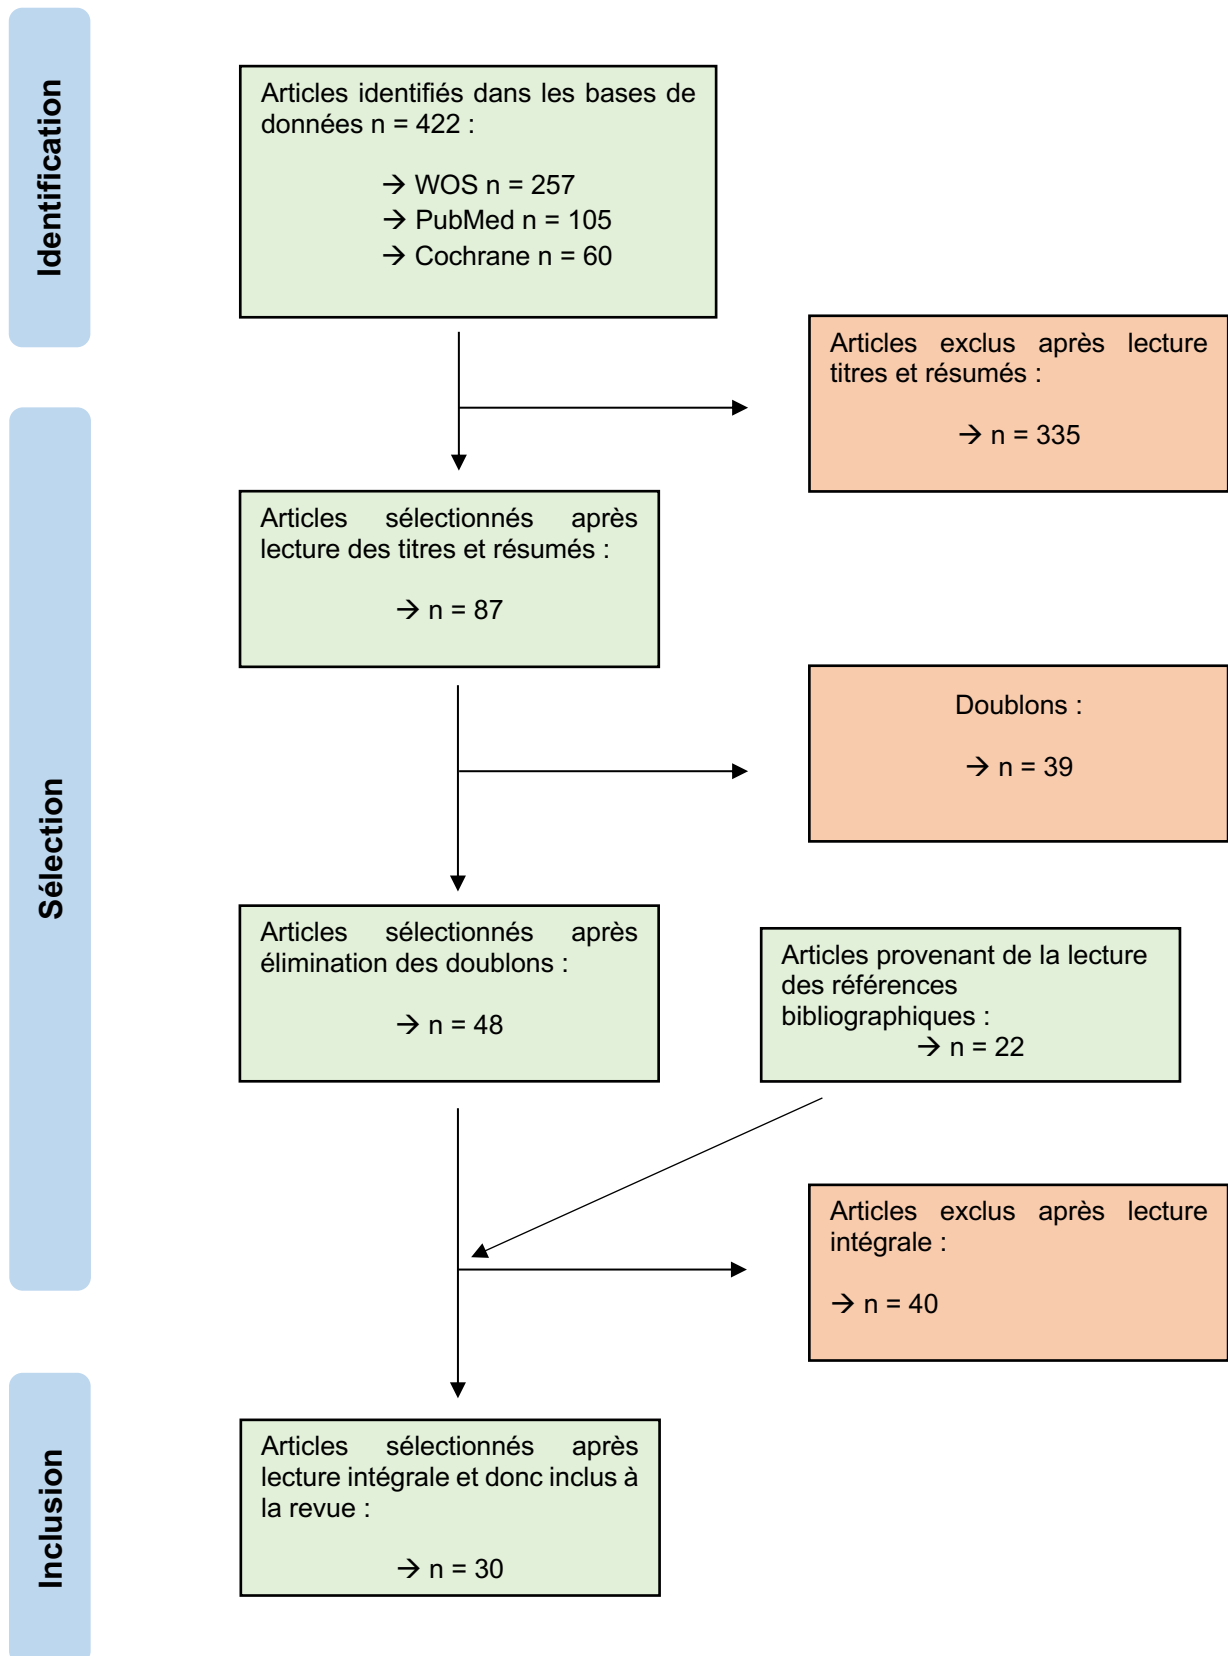 Identification
Articles identifiés dans les bases de
données n = 422 :
→ WOS n = 257
→ PubMed n = 105
→ Cochrane n = 60
Articles exclus après lecture
titres et résumés :
→ n = 335
Sélection
Articles sélectionnés après
lecture des titres et résumés :
→ n = 87
Doublons :
→ n = 39
Articles sélectionnés après
élimination des doublons :
→ n = 48
Articles provenant de la lecture
des références
bibliographiques :
→ n = 22
Articles exclus après lecture
intégrale :
→ n = 40
Inclusion
Articles sélectionnés après
lecture intégrale et donc inclus à
la revue :
→ n = 30